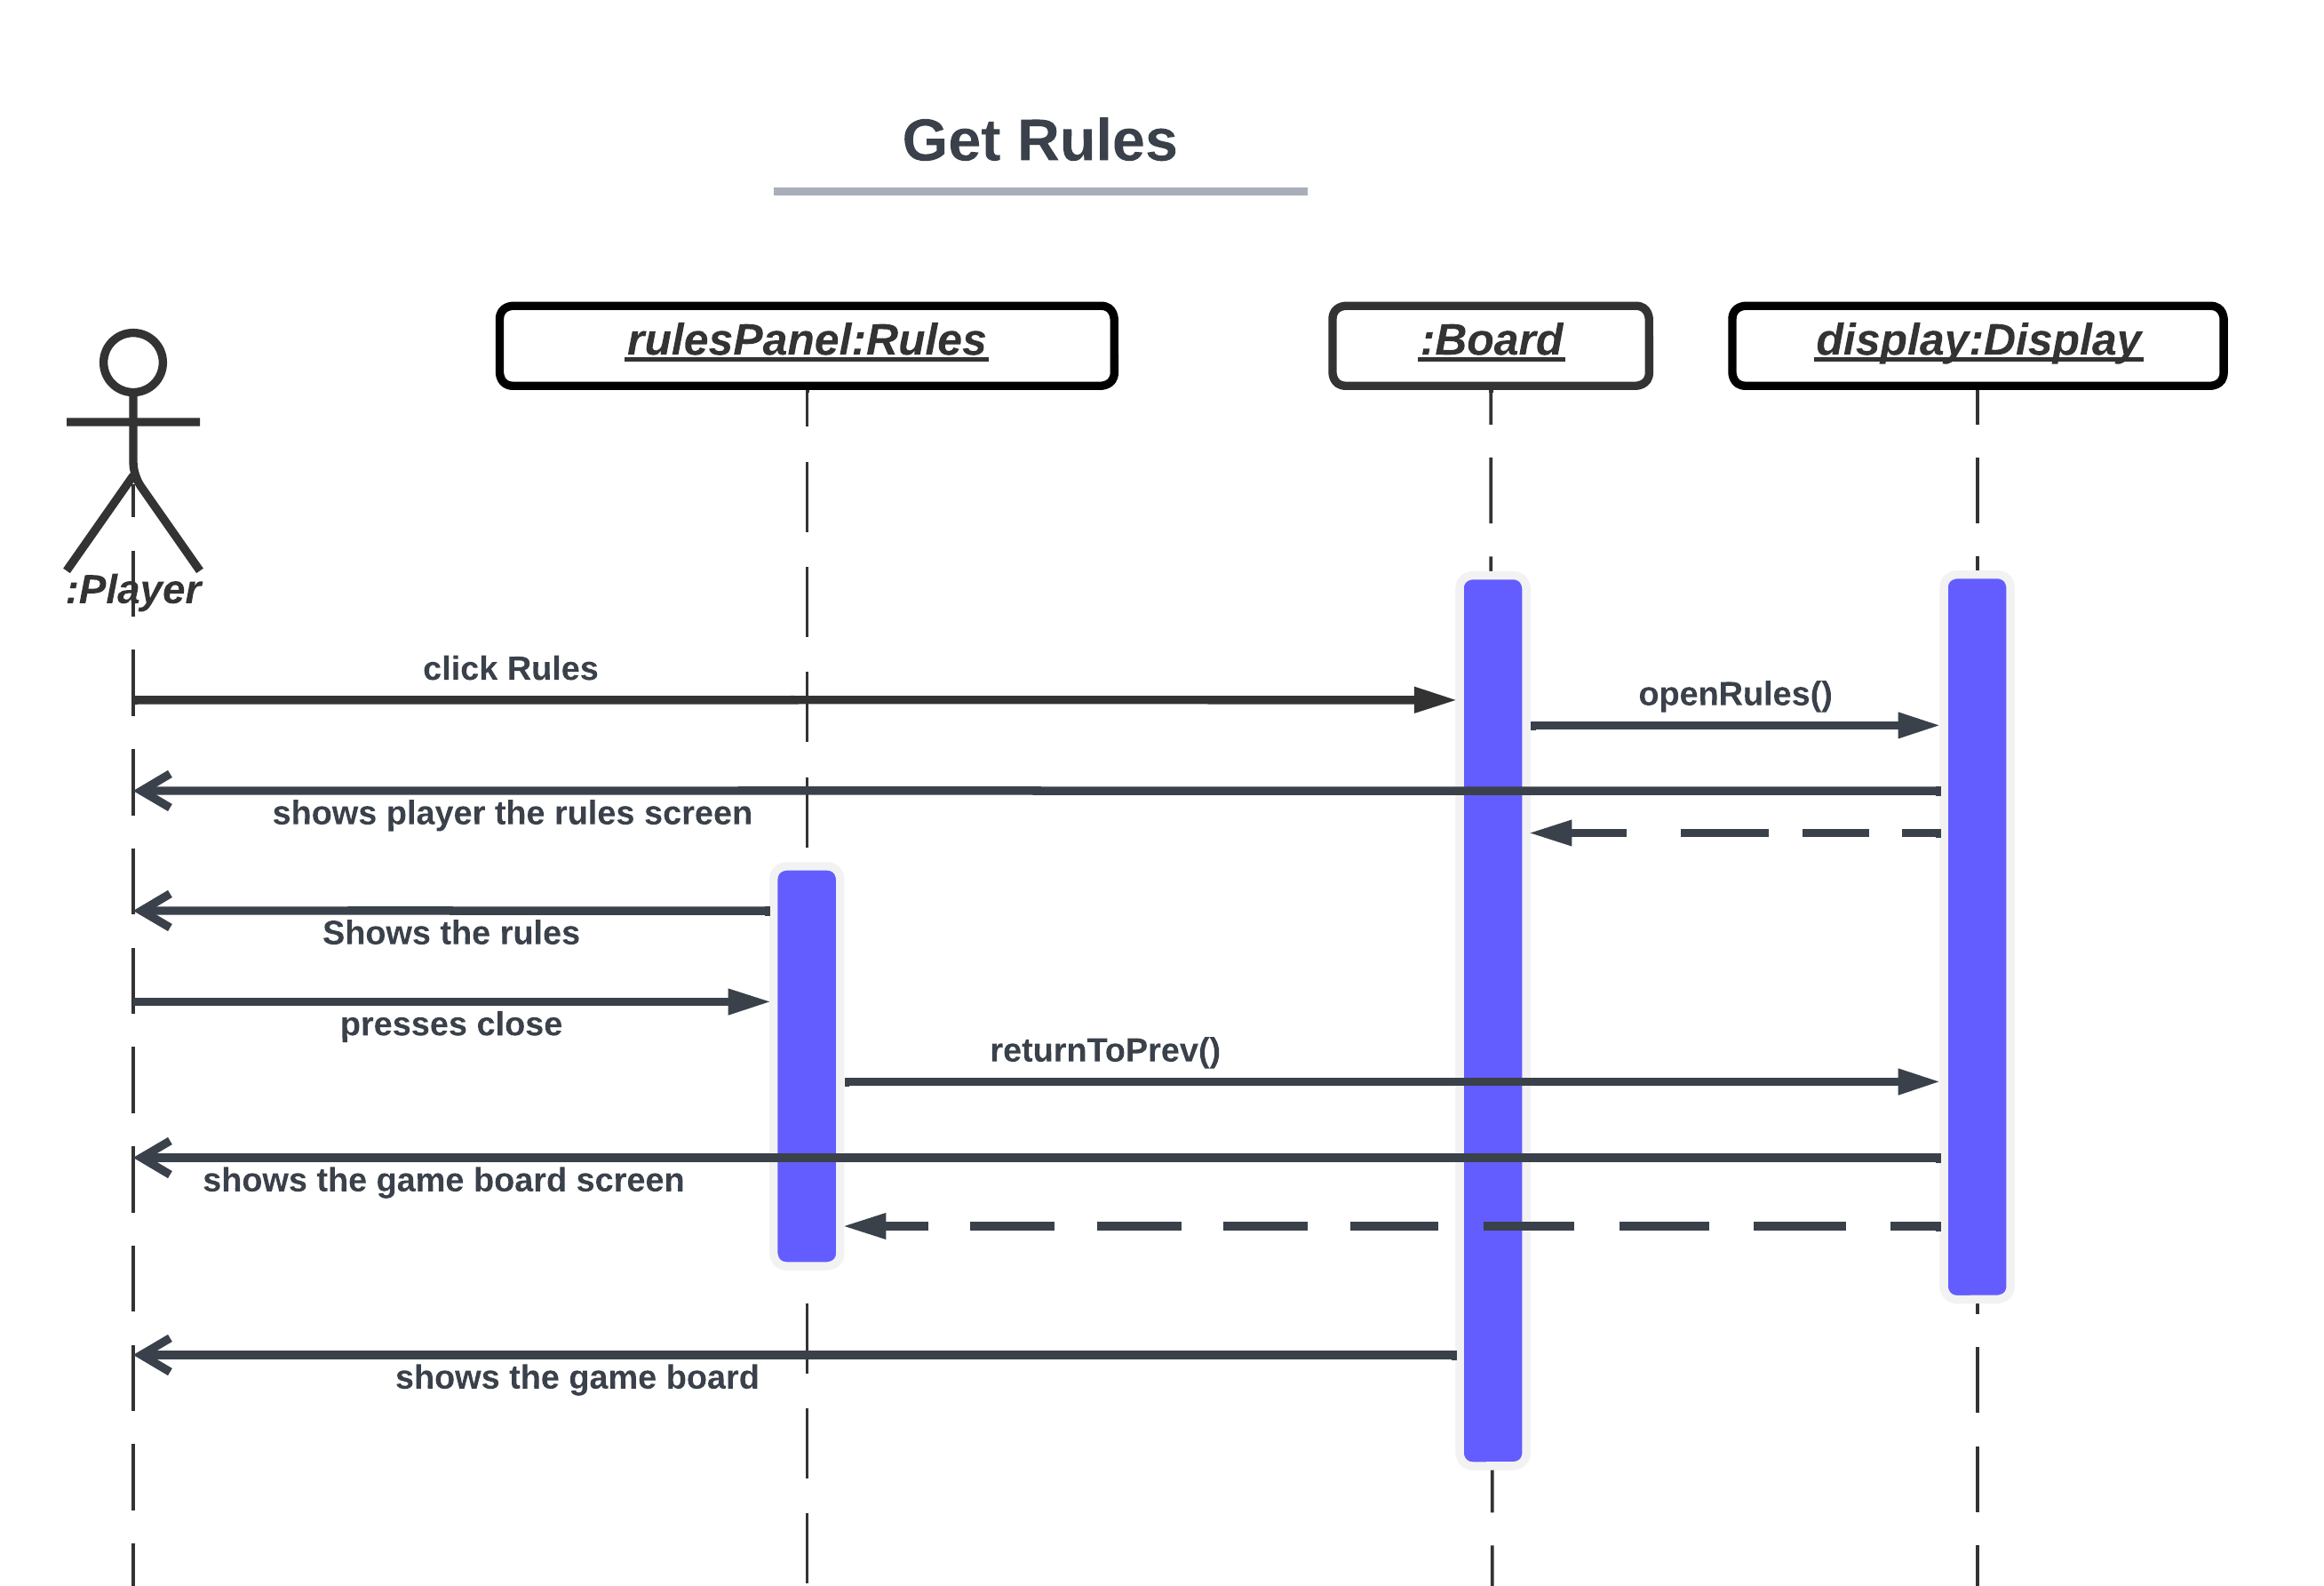 Get Rules
rulesPanel:Rules
:Board
display:Display
:Player
click Rules
openRules()
shows player the rules screen
Shows the rules
presses close
returnToPrev()
shows the game board screen
shows the game board